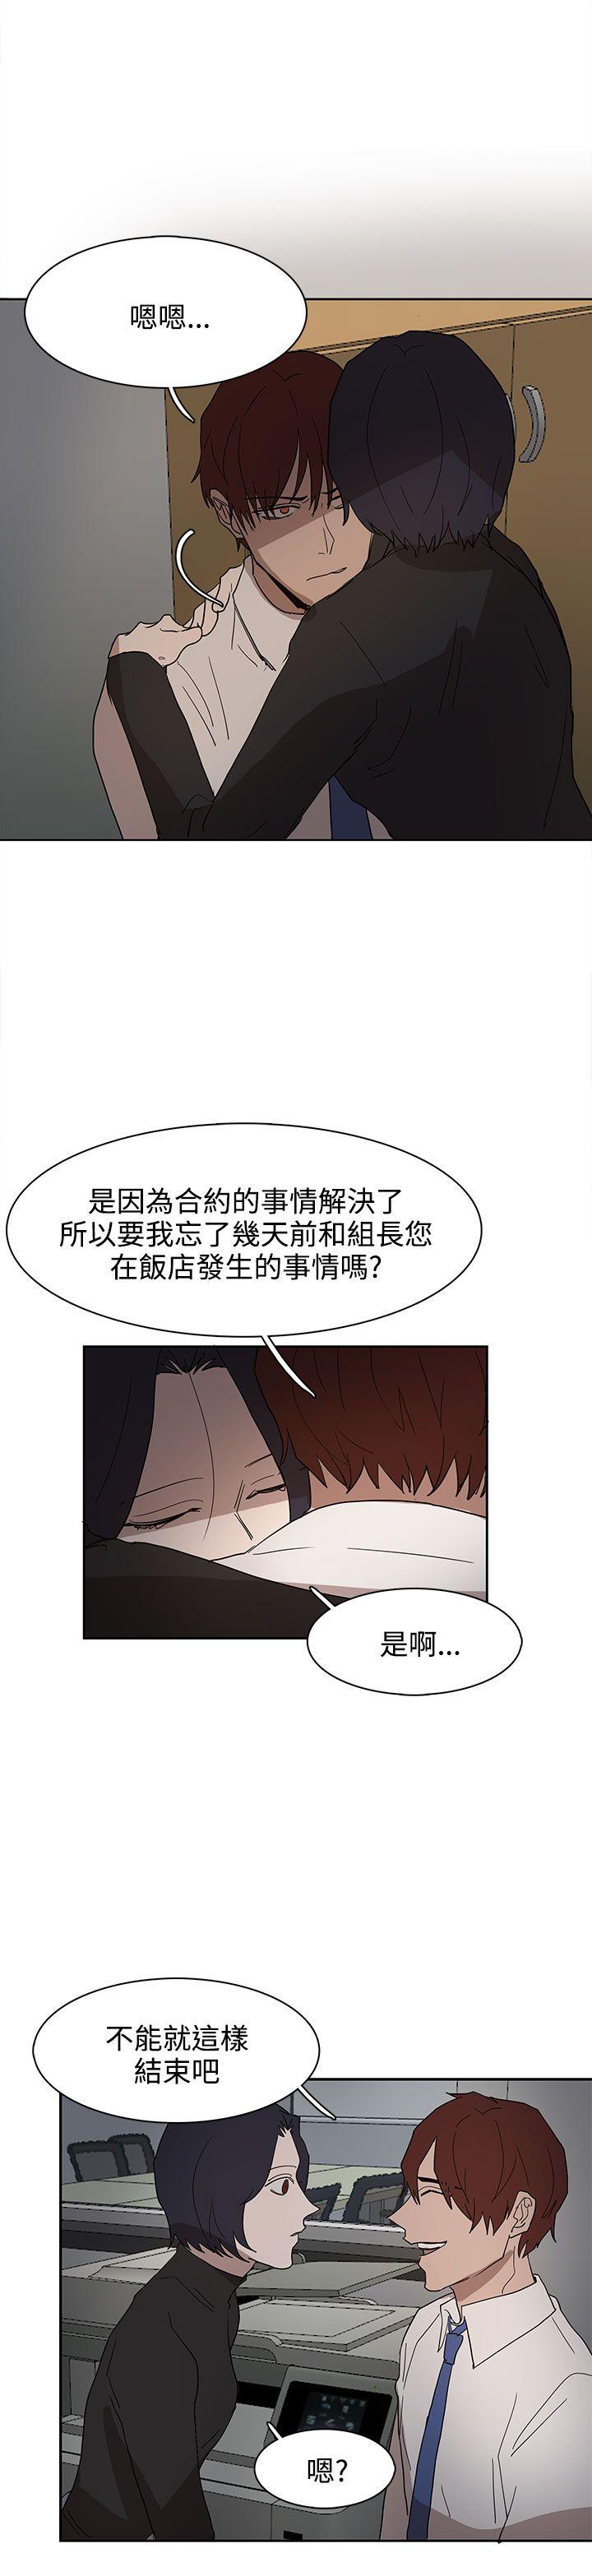 嗯嗯...
是因為合約的事情解決了
所以要我忘了幾天前和組長您
在飯店發生的事情嗎?
是啊...
不能就這樣
結束吧
嗯?